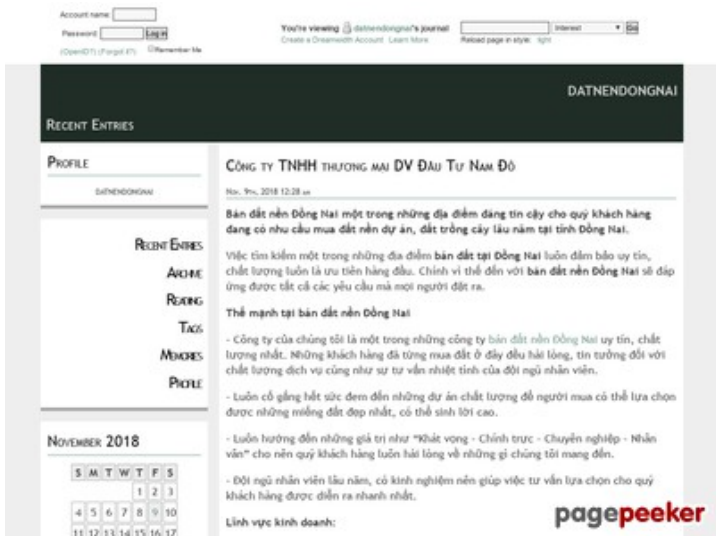 Account name:
Password: Log in
(OpenID?) (Forgot it?) Remember Me
You're viewing datnendongnai's journal
Create a Dreamwidth Account Learn More
Interest Go
Reload page in style: light
DATNENDONGNAI
RECENT ENTRIES
PROFILE
DATNENDONGNAI
RECENT ENTRIES
ARCHIVE
READING
TAGS
MEMORIES
PROFILE
NOVEMBER 2018
S M T W T F S
1 2 3
4 5 6 7 8 9 10
11 12 13 14 15 16 17
CÔNG TY TNHH THƯƠNG MẠI DV ĐẦU TƯ NAM ĐÔ
Nov. 9th, 2018 12:28 am
Bán đất nền Đồng Nai một trong những địa điểm đáng tin cậy cho quý khách hàng
đang có nhu cầu mua đất nền dự án, đất trồng cây lâu năm tại tỉnh Đồng Nai.
Việc tìm kiếm một trong những địa điểm bán đất tại Đồng Nai luôn đảm bảo uy tín,
chất lượng luôn là ưu tiên hàng đầu. Chính vì thế đến với bán đất nền Đồng Nai sẽ đáp
ứng được tất cả các yêu cầu mà mọi người đặt ra.
Thế mạnh tại bán đất nền Đồng Nai
- Công ty của chúng tôi là một trong những công ty bán đất nền Đồng Nai uy tín, chất
lượng nhất. Những khách hàng đã từng mua đất ở đây đều hài lòng, tin tưởng đối với
chất lượng dịch vụ cũng như sự tư vấn nhiệt tình của đội ngũ nhân viên.
- Luôn cố gắng hết sức đem đến những dự án chất lượng để người mua có thể lựa chọn
được những miếng đất đẹp nhất, có thể sinh lời cao.
- Luôn hướng đến những giá trị như “Khát vọng - Chính trực - Chuyên nghiệp - Nhân
văn” cho nên quý khách hàng luôn hài lòng về những gì chúng tôi mang đến.
- Đội ngũ nhân viên lâu năm, có kinh nghiệm nên giúp việc tư vấn lựa chọn cho quý
khách hàng được diễn ra nhanh nhất.
Lĩnh vực kinh doanh:
pagepeeker